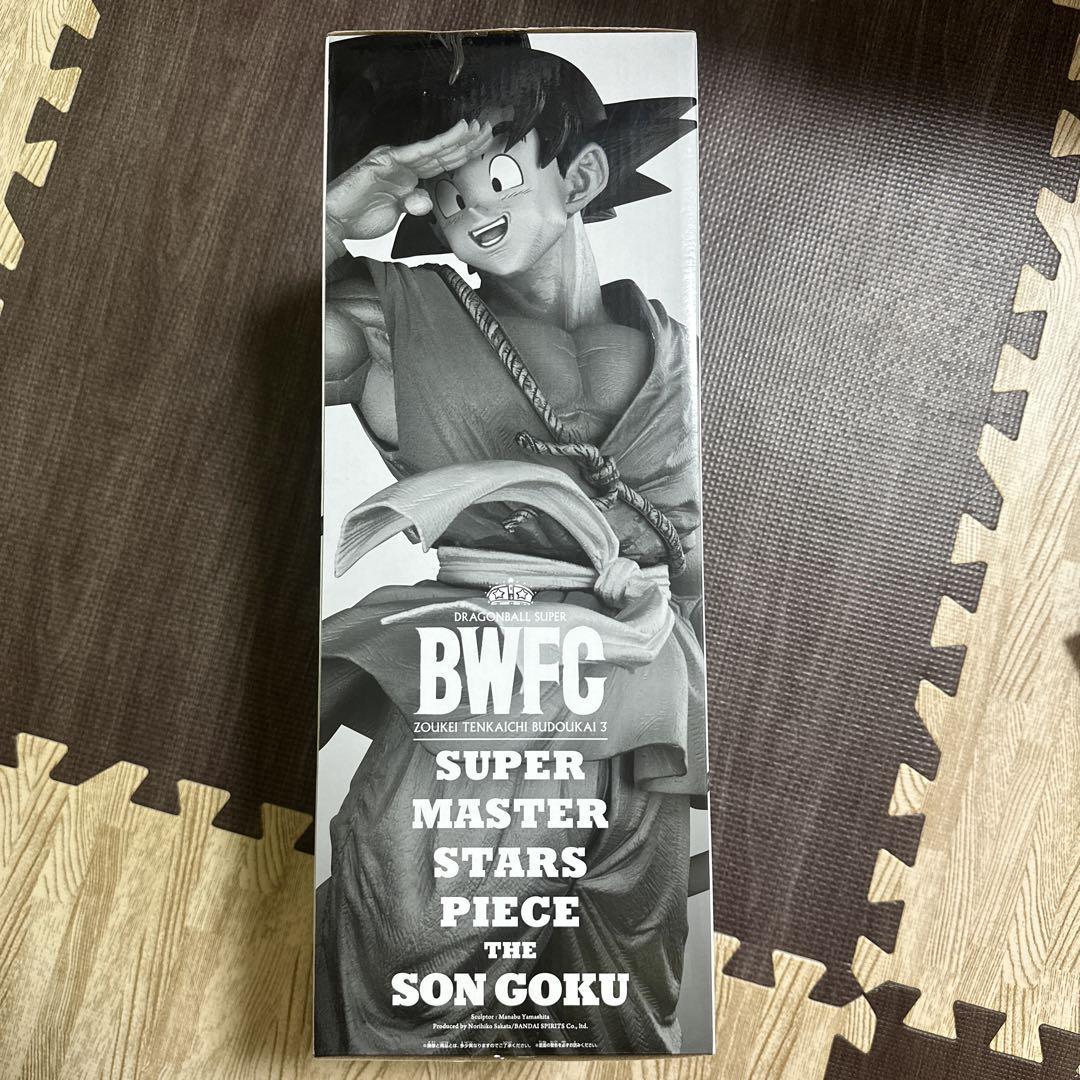 DRAGONBALL SUPER
BWFC
ZOUKEI TENKAICHI BUDOUKAI 3
SUPER
MASTER
STARS
PIECE
THE
SON GOKU
Sculptor : Manabu Yamashita
Produced by Norihiko Sakata/BANDAI SPIRITS Co., ltd.